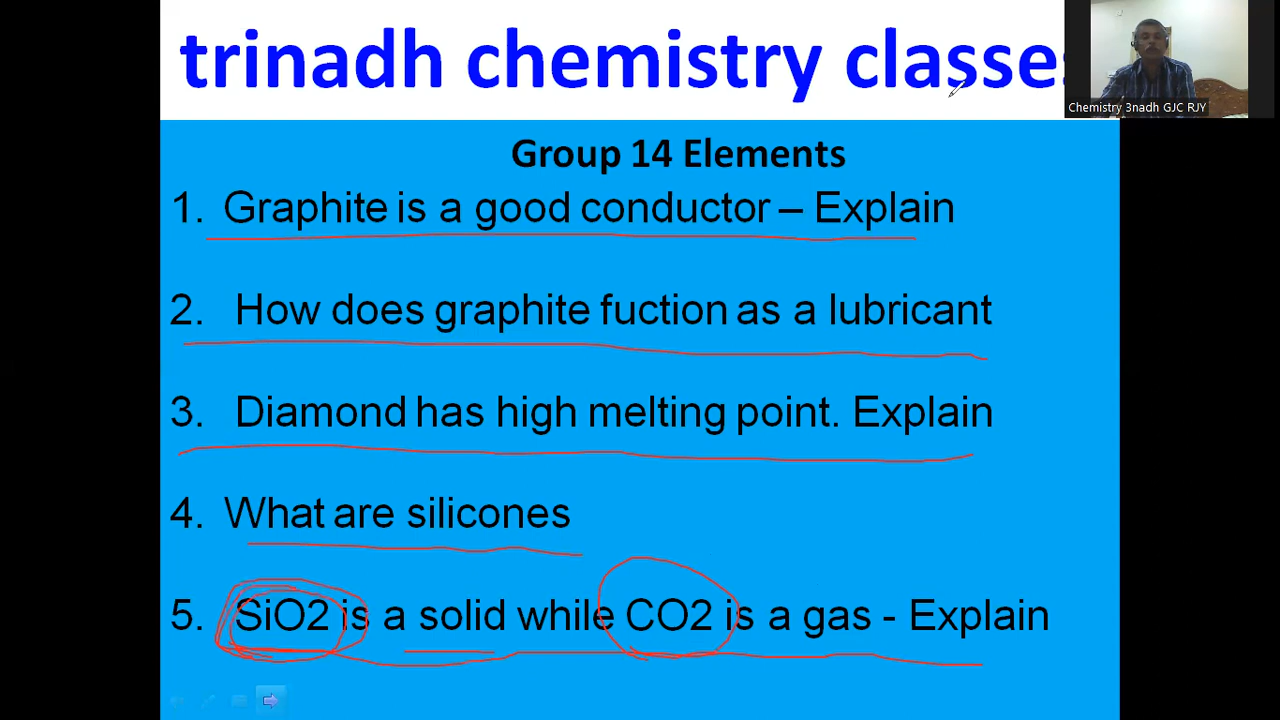 trinadh chemistry classes
Chemistry 3nadh GJC RJY
Group 14 Elements
1. Graphite is a good conductor – Explain
2. How does graphite fuction as a lubricant
3. Diamond has high melting point. Explain
4. What are silicones
5. SiO2 is a solid while CO2 is a gas - Explain